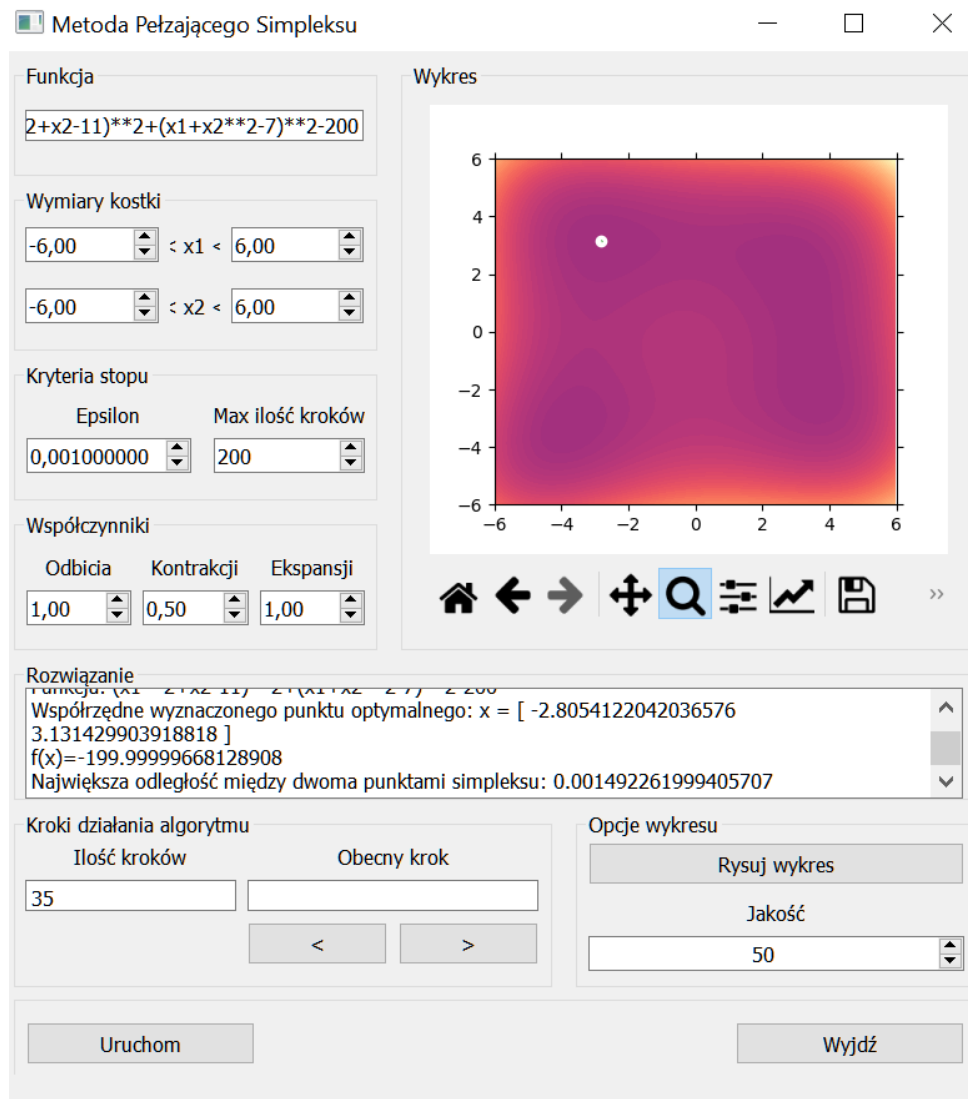 Metoda Pełzającego Simpleksu
Funkcja
2+x2-11)**2+(x1+x2**2-7)**2-200
Wymiary kostki
-6,00 < x1 < 6,00
-6,00 < x2 < 6,00
Kryteria stopu
Epsilon Max ilość kroków
0,001000000 200
Współczynniki
Odbicia Kontrakcji Ekspansji
1,00 0,50 1,00
Wykres
6
4
2
0
−2
−4
−6
−6 −4 −2 0 2 4 6
»
Rozwiązanie
Współrzędne wyznaczonego punktu optymalnego: x = [ -2.8054122042036576
3.131429903918818 ]
f(x)=-199.99999668128908
Największa odległość między dwoma punktami simpleksu: 0.001492261999405707
Kroki działania algorytmu
Ilość kroków Obecny krok
35
< >
Opcje wykresu
Rysuj wykres
Jakość
50
Uruchom Wyjdź